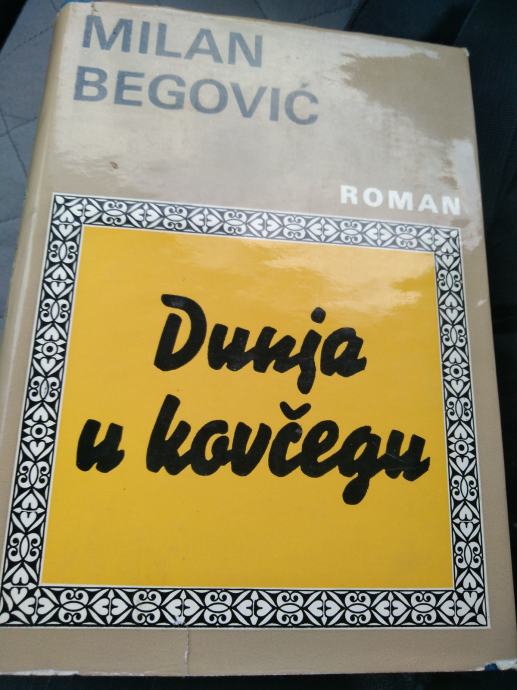 MILAN
BEGOVIĆ
ROMAN
Dunja
u kovčegu